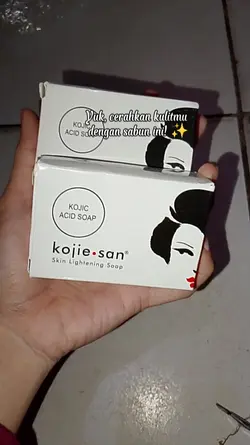 KOJIC
ACID SOAP
Yuk, cerahkan kulitmu
dengan sabun ini! ✨
KOJIC
ACID SOAP
kojie.san®
Skin Lightening Soap